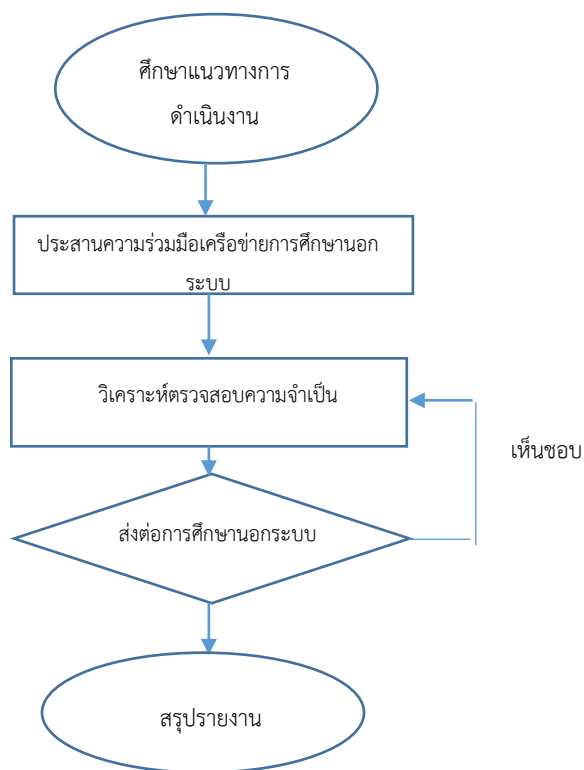 ศึกษาแนวทางการ
ดำเนินงาน
ประสานความร่วมมือเครือข่ายการศึกษานอก
ระบบ
วิเคราะห์ตรวจสอบความจำเป็น
เห็นชอบ
ส่งต่อการศึกษานอกระบบ
สรุปรายงาน